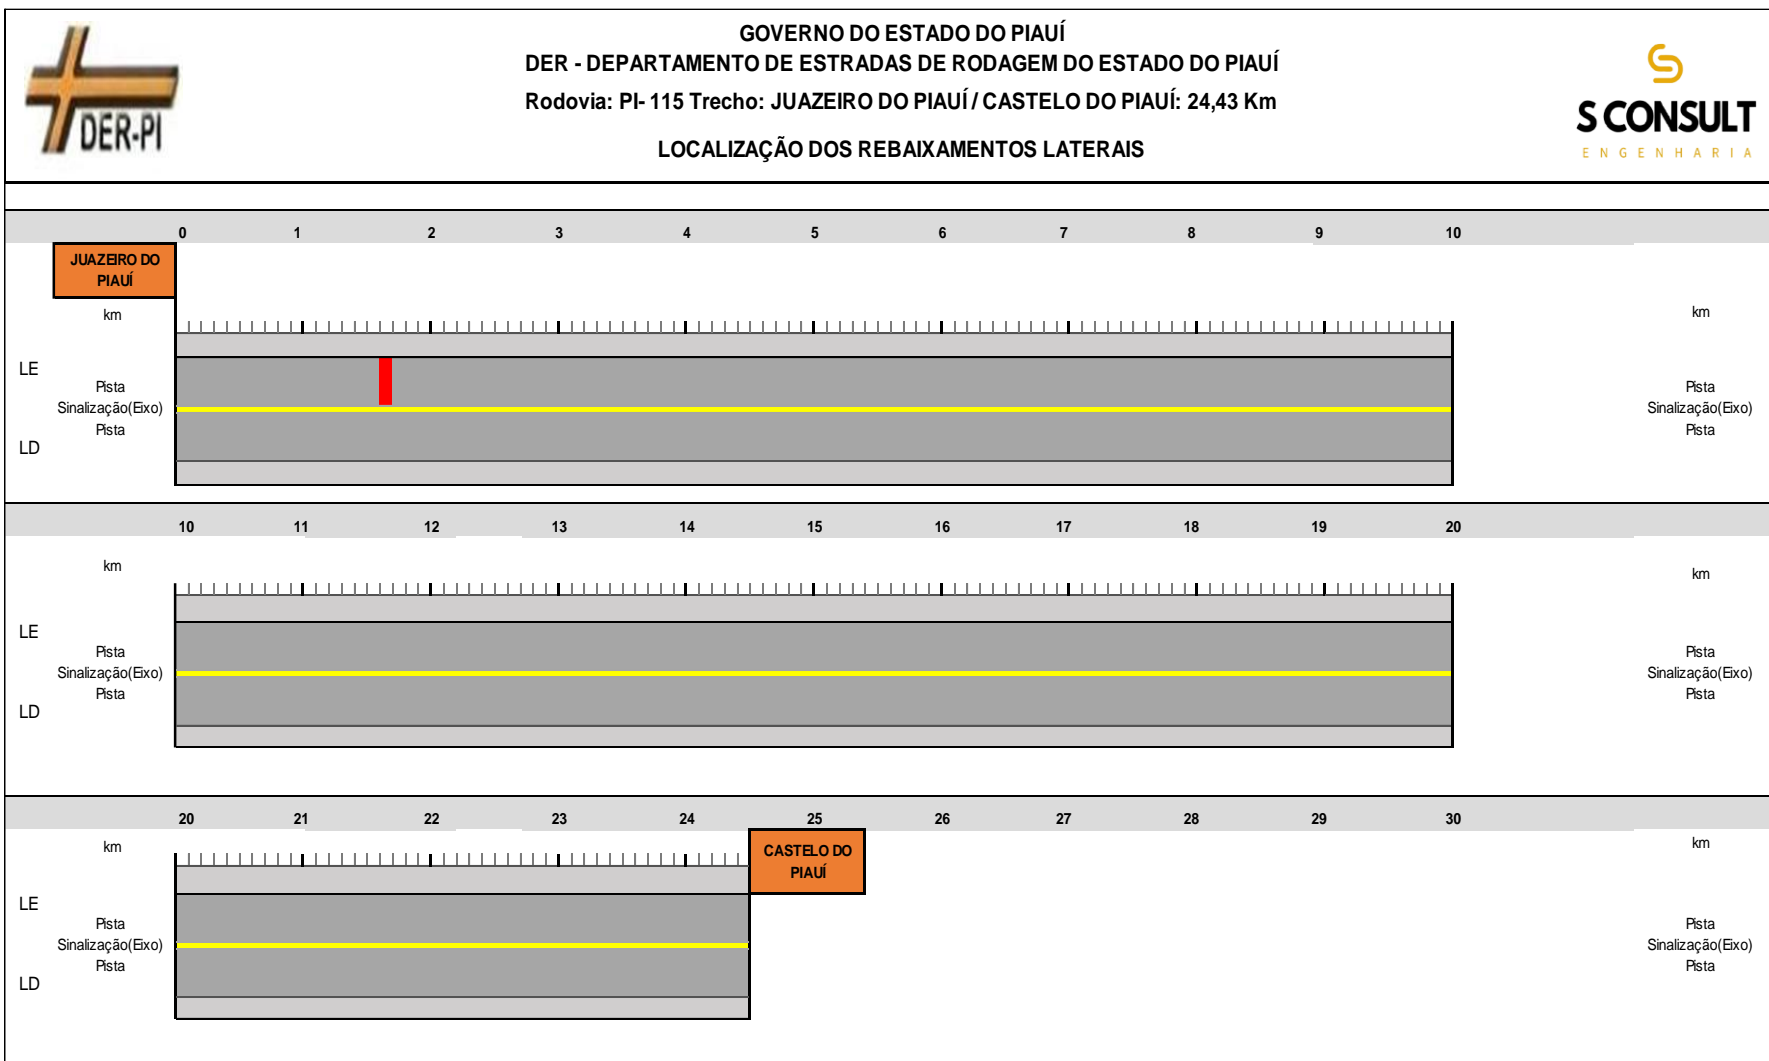 DER-PI
GOVERNO DO ESTADO DO PIAUÍ
DER - DEPARTAMENTO DE ESTRADAS DE RODAGEM DO ESTADO DO PIAUÍ
Rodovia: PI- 115 Trecho: JUAZEIRO DO PIAUÍ / CASTELO DO PIAUÍ: 24,43 Km
LOCALIZAÇÃO DOS REBAIXAMENTOS LATERAIS
S CONSULT
ENGENHARIA
0 1 2 3 4 5 6 7 8 9 10
JUAZEIRO DO
PIAUÍ
km km
LE
Pista Pista
Sinalização(Eixo) Sinalização(Eixo)
Pista Pista
LD
10 11 12 13 14 15 16 17 18 19 20
km km
LE
Pista Pista
Sinalização(Eixo) Sinalização(Eixo)
Pista Pista
LD
20 21 22 23 24 25 26 27 28 29 30
km km
CASTELO DO
PIAUÍ
LE
Pista Pista
Sinalização(Eixo) Sinalização(Eixo)
Pista Pista
LD